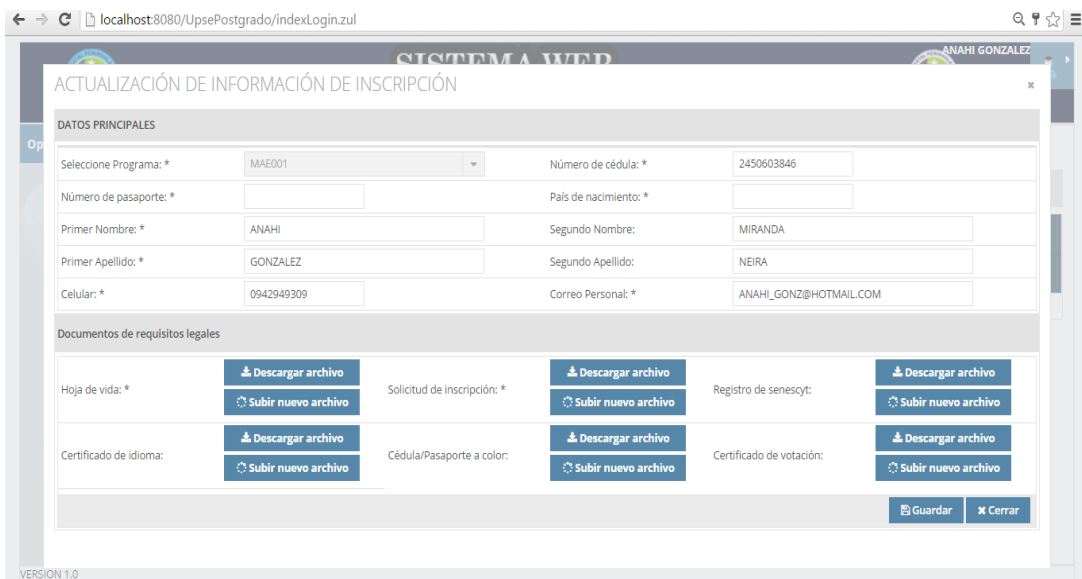 localhost:8080/UpsePostgrado/indexLogin.zul
SISTEMA WEB
ANAHI GONZALEZ
ACTUALIZACIÓN DE INFORMACIÓN DE INSCRIPCIÓN
x
Op
DATOS PRINCIPALES
Seleccione Programa: * MAE001 Número de cédula: * 2450603846
Número de pasaporte: * País de nacimiento: *
Primer Nombre: * ANAHI Segundo Nombre: MIRANDA
Primer Apellido: * GONZALEZ Segundo Apellido: NEIRA
Celular: * 0942949309 Correo Personal: * ANAHI_GONZ@HOTMAIL.COM
Documentos de requisitos legales
Hoja de vida: * Descargar archivo Subir nuevo archivo Solicitud de inscripción: * Descargar archivo Subir nuevo archivo Registro de senescyt: Descargar archivo Subir nuevo archivo
Certificado de idioma: Descargar archivo Subir nuevo archivo Cédula/Pasaporte a color: Descargar archivo Subir nuevo archivo Certificado de votación: Descargar archivo Subir nuevo archivo
Guardar x Cerrar
VERSION 1.0